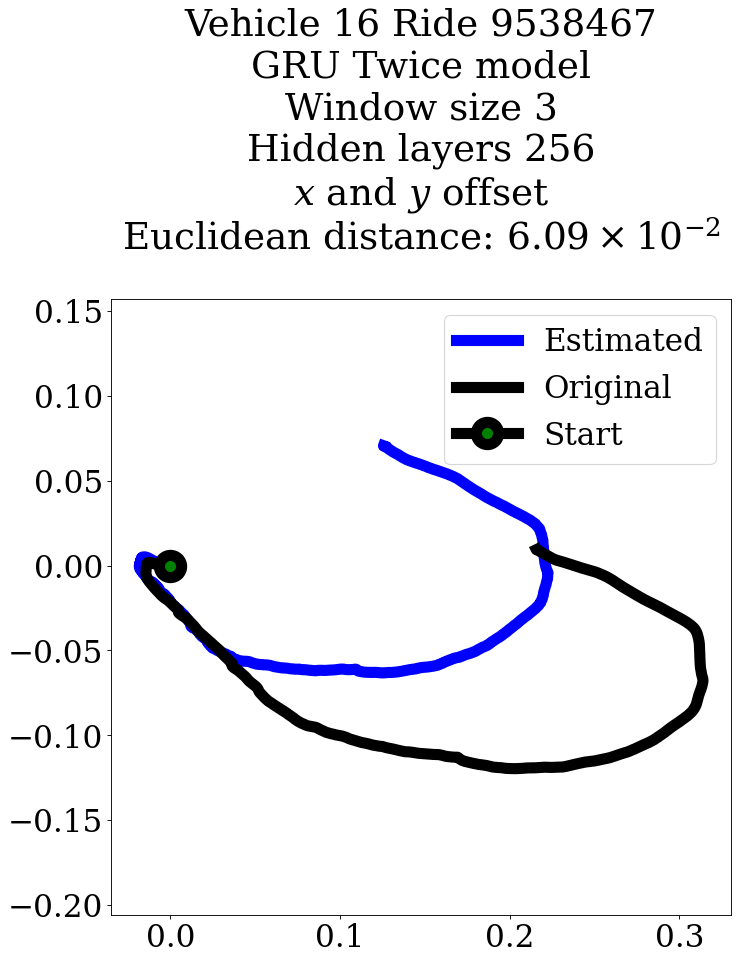 Vehicle 16 Ride 9538467
GRU Twice model
Window size 3
Hidden layers 256
x and y offset
Euclidean distance: 6.09 × 10⁻²
Estimated
Original
Start
0.15
0.10
0.05
0.00
−0.05
−0.10
−0.15
−0.20
0.0 0.1 0.2 0.3